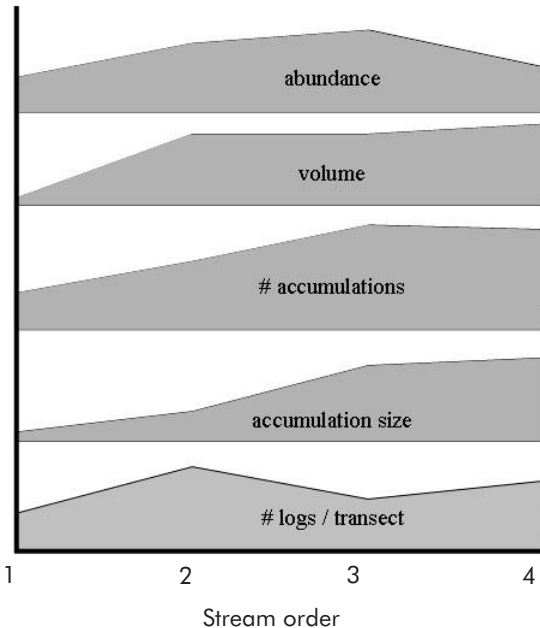 abundance
volume
# accumulations
accumulation size
# logs / transect
1 2 3 4
Stream order